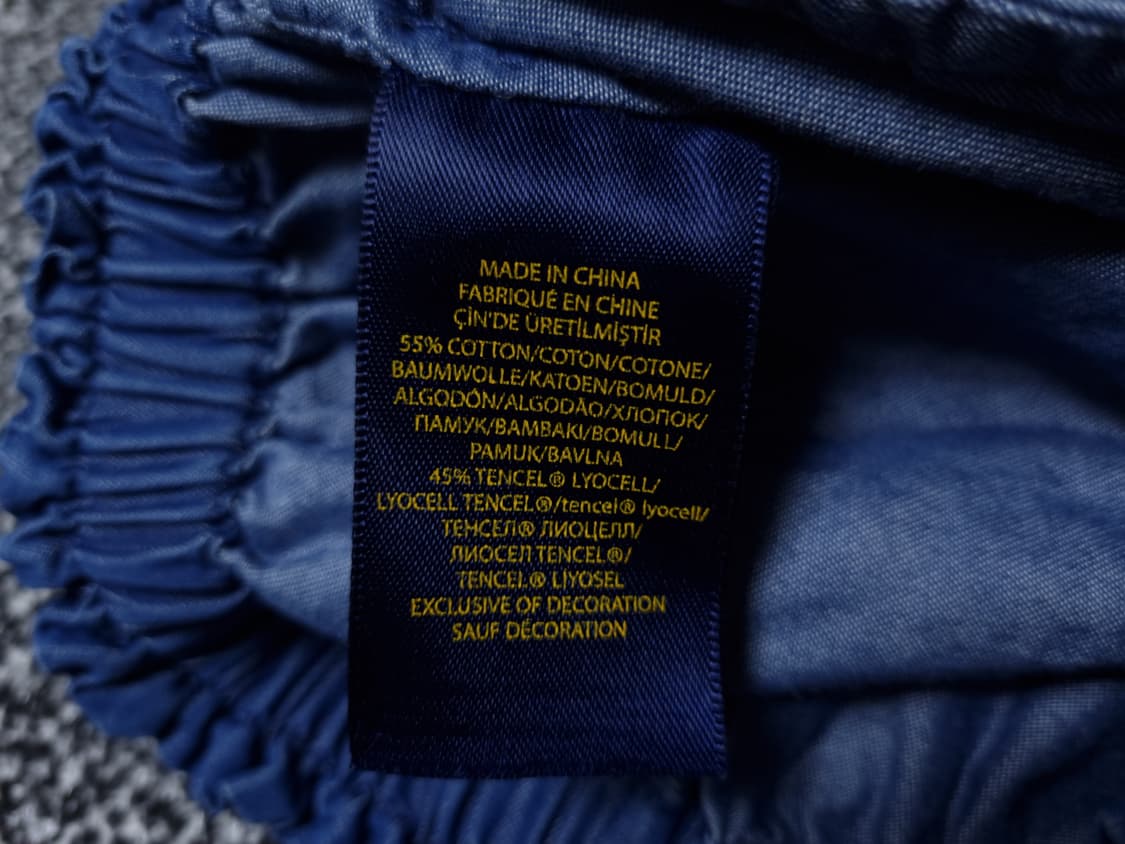 MADE IN CHINA
FABRIQUÉ EN CHINE
ÇİN'DE ÜRETİLMİŞTİR
55% COTTON/COTON/COTONE/
BAUMWOLLE/KATOEN/BOMULD/
ALGODÓN/ALGODÃO/ХЛОПОК/
ПАМУК/BAMBAKI/BOMULL/
PAMUK/BAVLNA
45% TENCEL® LYOCELL/
LYOCELL TENCEL®/tencel® lyocell/
ТЕНСЕЛ® ЛИОЦЕЛЛ/
ЛИОСЕЛ TENCEL®/
TENCEL® LİYOSEL
EXCLUSIVE OF DECORATION
SAUF DÉCORATION